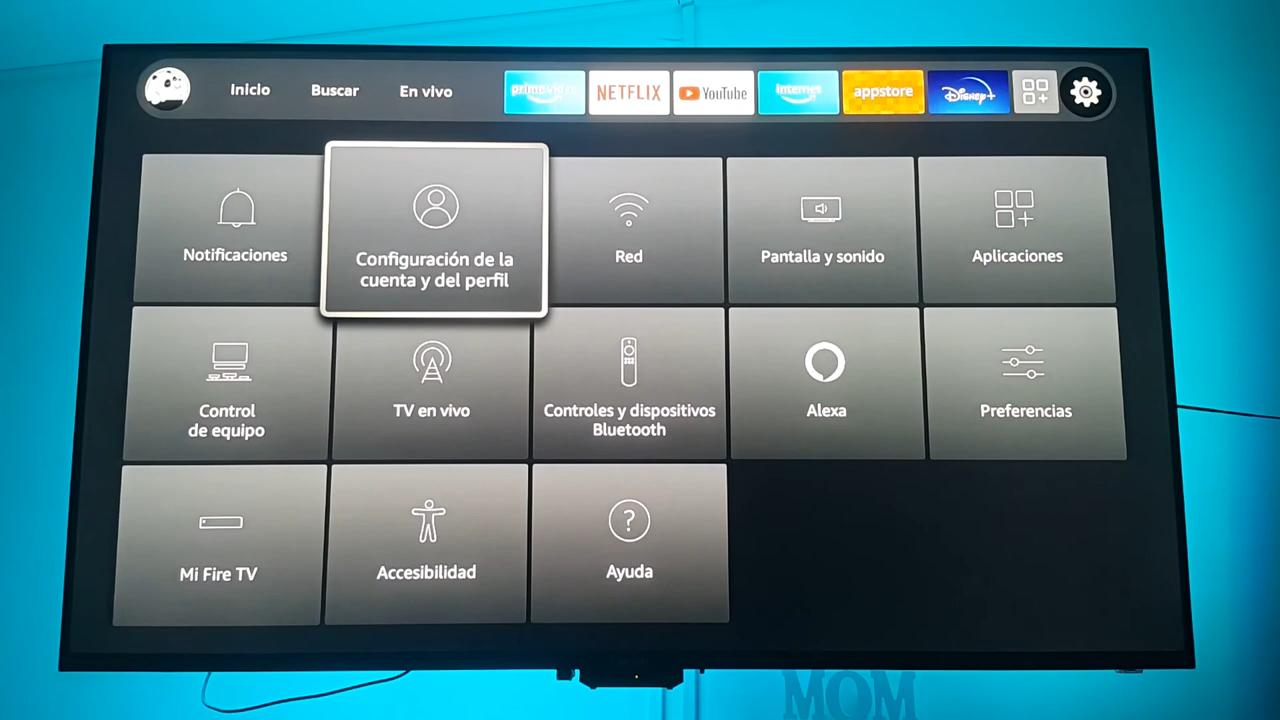 Inicio
Buscar
En vivo
prime video
NETFLIX
YouTube
Internet
appstore
Disney+
Notificaciones
Configuración de la
cuenta y del perfil
Red
Pantalla y sonido
Aplicaciones
Control
de equipo
TV en vivo
Controles y dispositivos
Bluetooth
Alexa
Preferencias
Mi Fire TV
Accesibilidad
?
Ayuda
MOM